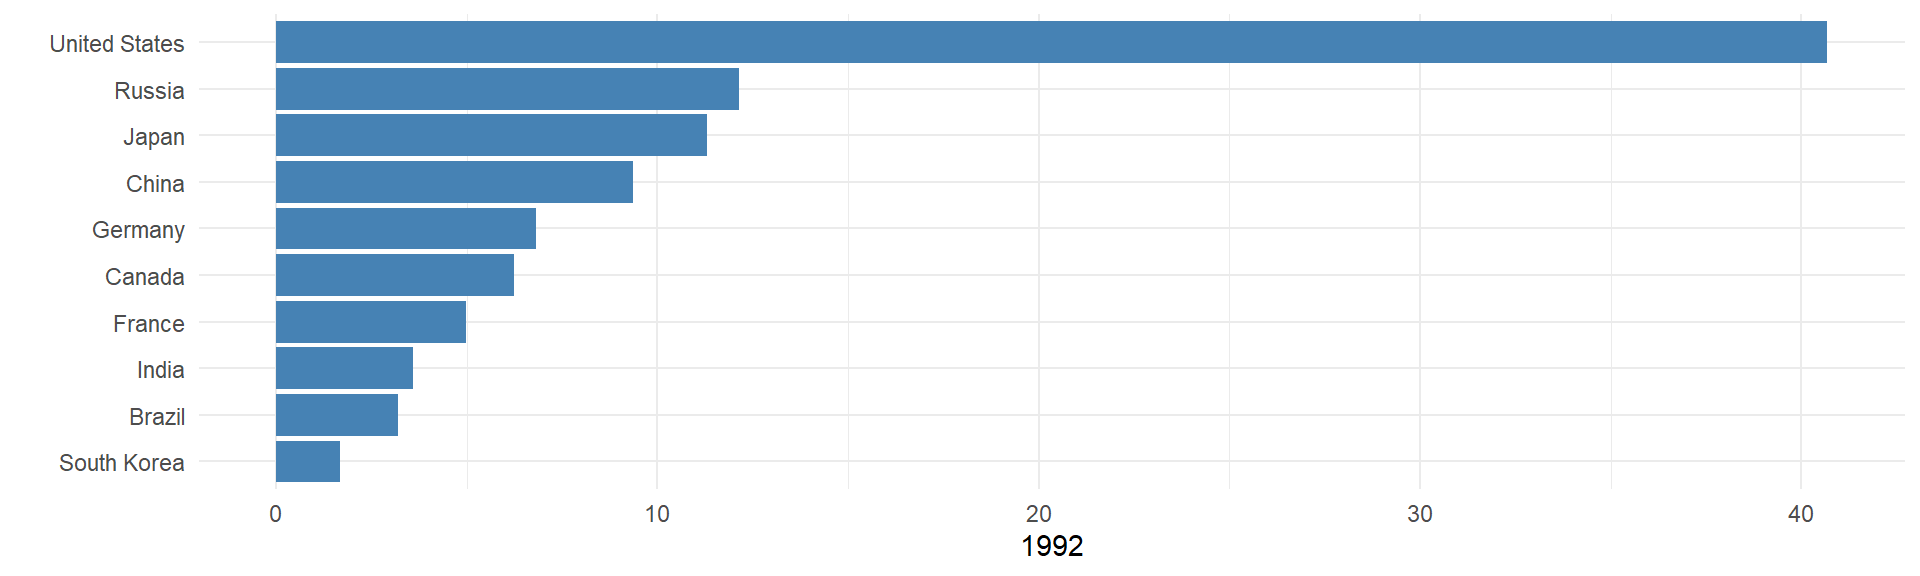 United States
Russia
Japan
China
Germany
Canada
France
India
Brazil
South Korea
0 10 20 30 40
1992